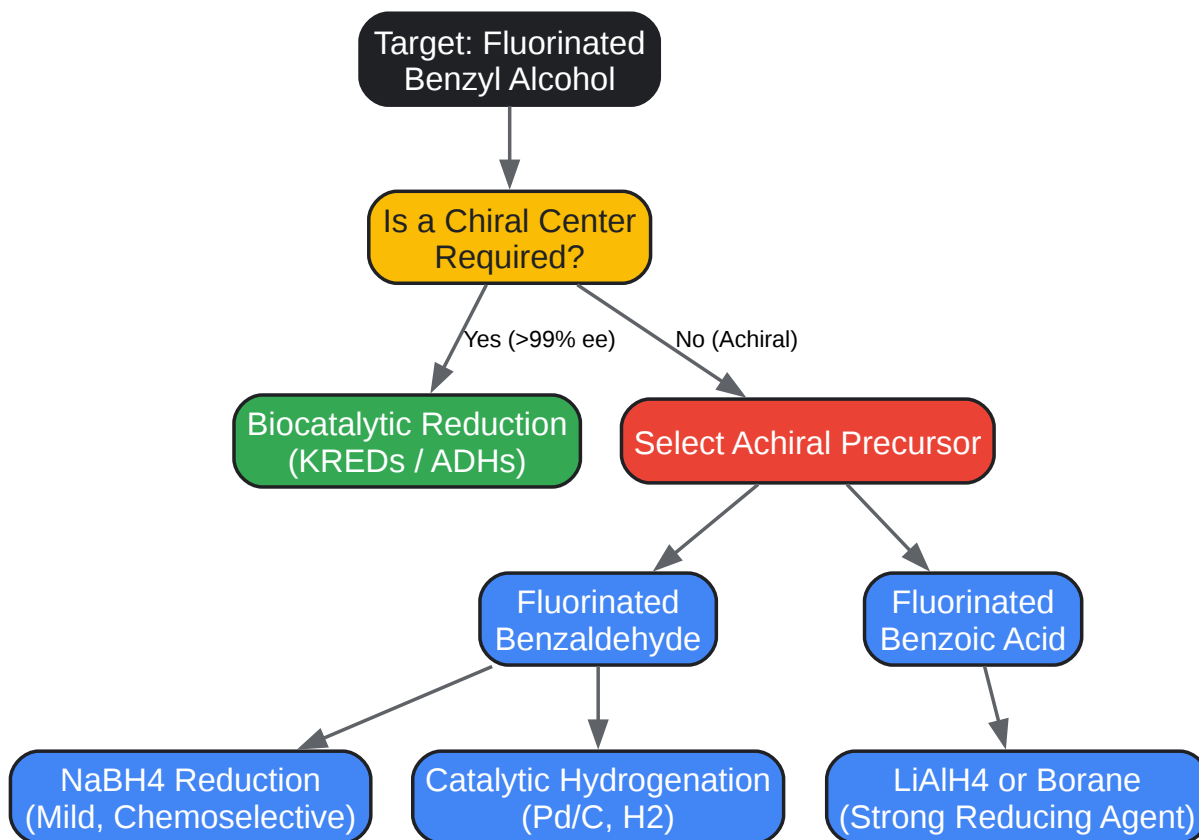 Target: Fluorinated
Benzyl Alcohol
Is a Chiral Center
Required?
Yes (>99% ee)
No (Achiral)
Biocatalytic Reduction
(KREDs / ADHs)
Select Achiral Precursor
Fluorinated
Benzaldehyde
Fluorinated
Benzoic Acid
NaBH4 Reduction
(Mild, Chemoselective)
Catalytic Hydrogenation
(Pd/C, H2)
LiAlH4 or Borane
(Strong Reducing Agent)